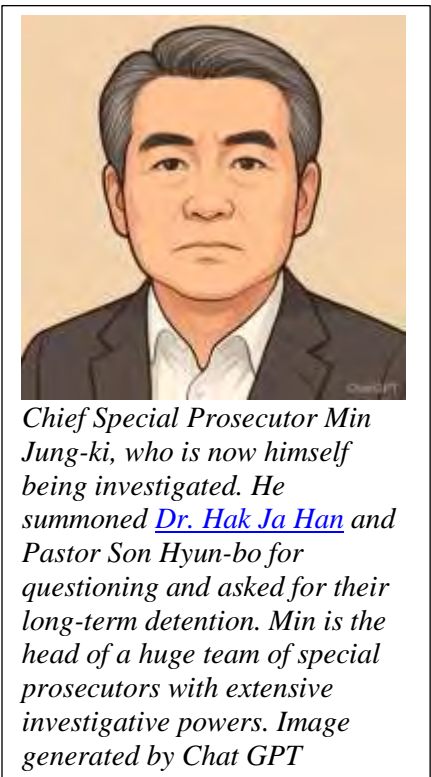 ChatGPT
Chief Special Prosecutor Min
Jung-ki, who is now himself
being investigated. He
summoned Dr. Hak Ja Han and
Pastor Son Hyun-bo for
questioning and asked for their
long-term detention. Min is the
head of a huge team of special
prosecutors with extensive
investigative powers. Image
generated by Chat GPT